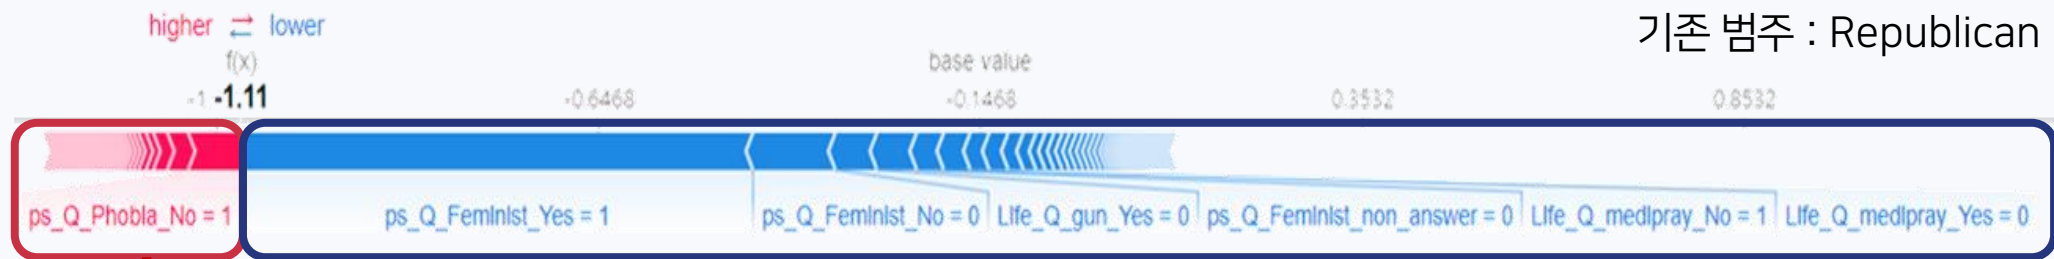 기존 범주 : Republican
higher ⇄ lower
f(x)
base value
-1 -1.11
-0.6468
-0.1468
0.3532
0.8532
ps_Q_Phobia_No = 1
ps_Q_Feminist_Yes = 1
ps_Q_Feminist_No = 0
Life_Q_gun_Yes = 0
ps_Q_Feminist_non_answer = 0
Life_Q_medipray_No = 1
Life_Q_medipray_Yes = 0